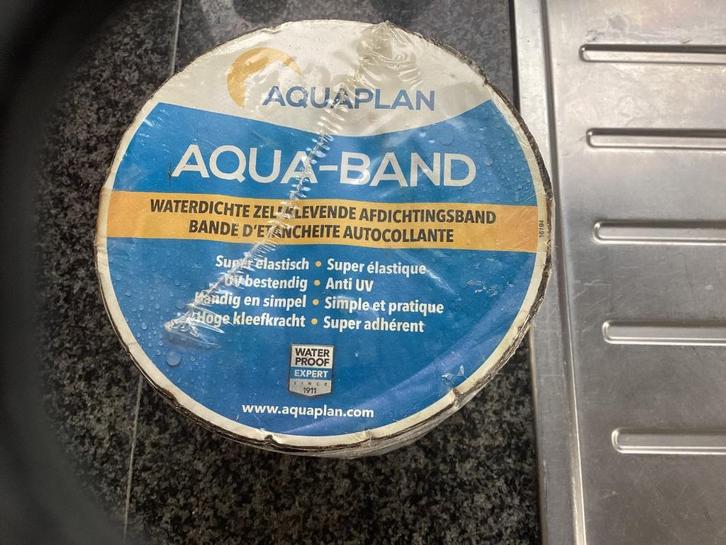 AQUAPLAN
AQUA-BAND
WATERDICHTE ZELFKLEVENDE AFDICHTINGSBAND
BANDE D'ETANCHEITE AUTOCOLLANTE
Super elastisch • Super élastique
UV bestendig • Anti UV
Handig en simpel • Simple et pratique
Hoge kleefkracht • Super adhérent
WATER
PROOF
EXPERT
SINCE
1911
www.aquaplan.com
16194